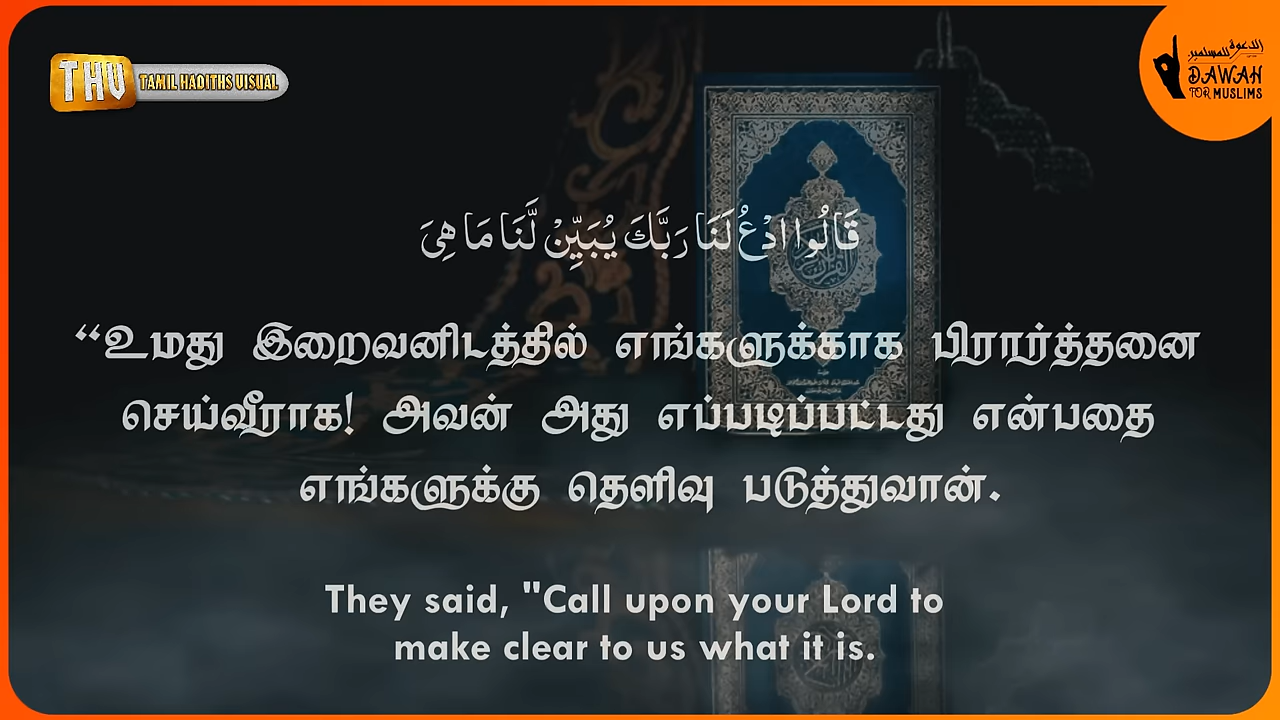 THV TAMIL HADITHS VISUAL
الدعوة للمسلمين
DAWAH
FOR MUSLIMS
قَالُوا ادْعُ لَنَا رَبَّكَ يُبَيِّنْ لَّنَا مَا هِىَ
“உமது இறைவனிடத்தில் எங்களுக்காக பிரார்த்தனை
செய்வீராக! அவன் அது எப்படிப்பட்டது என்பதை
எங்களுக்கு தெளிவு படுத்துவான்.
They said, "Call upon your Lord to
make clear to us what it is.